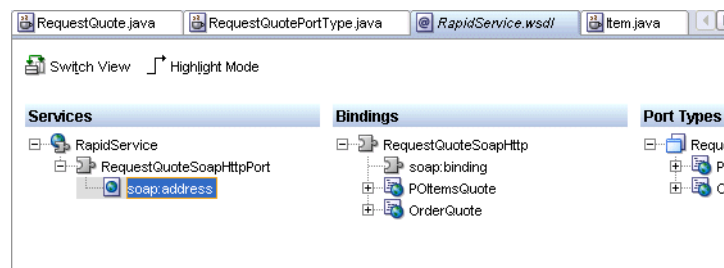 RequestQuote.java RequestQuotePortType.java RapidService.wsdl Item.java
Switch View Highlight Mode
Services Bindings Port Types
RapidService RequestQuoteSoapHttp Requ
RequestQuoteSoapHttpPort soap:binding P
soap:address POItemsQuote O
OrderQuote